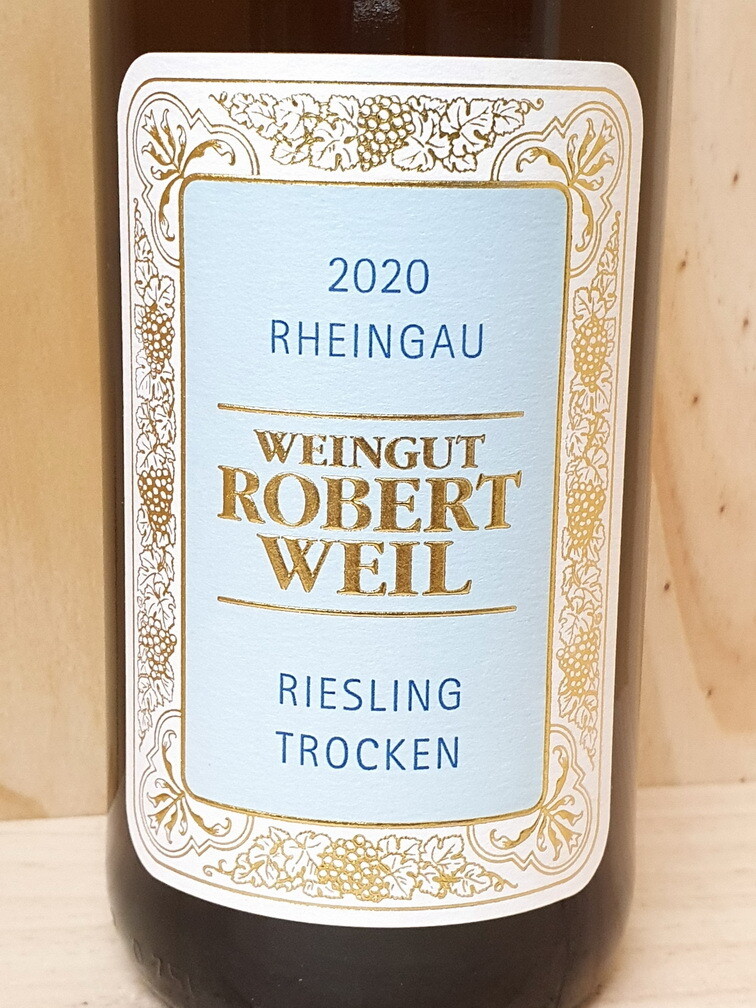 2020
RHEINGAU
WEINGUT
ROBERT
WEIL
RIESLING
TROCKEN